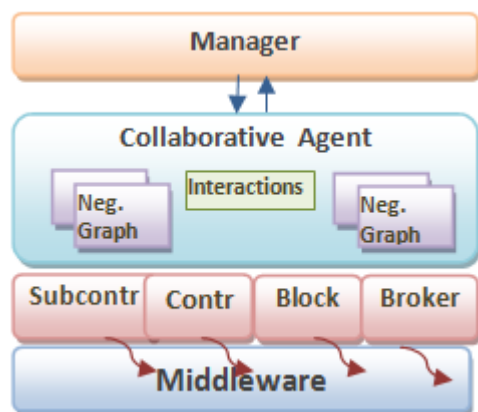 Manager
Collaborative Agent
Interactions
Neg.
Graph
Neg.
Graph
Subcontr
Contr
Block
Broker
Middleware